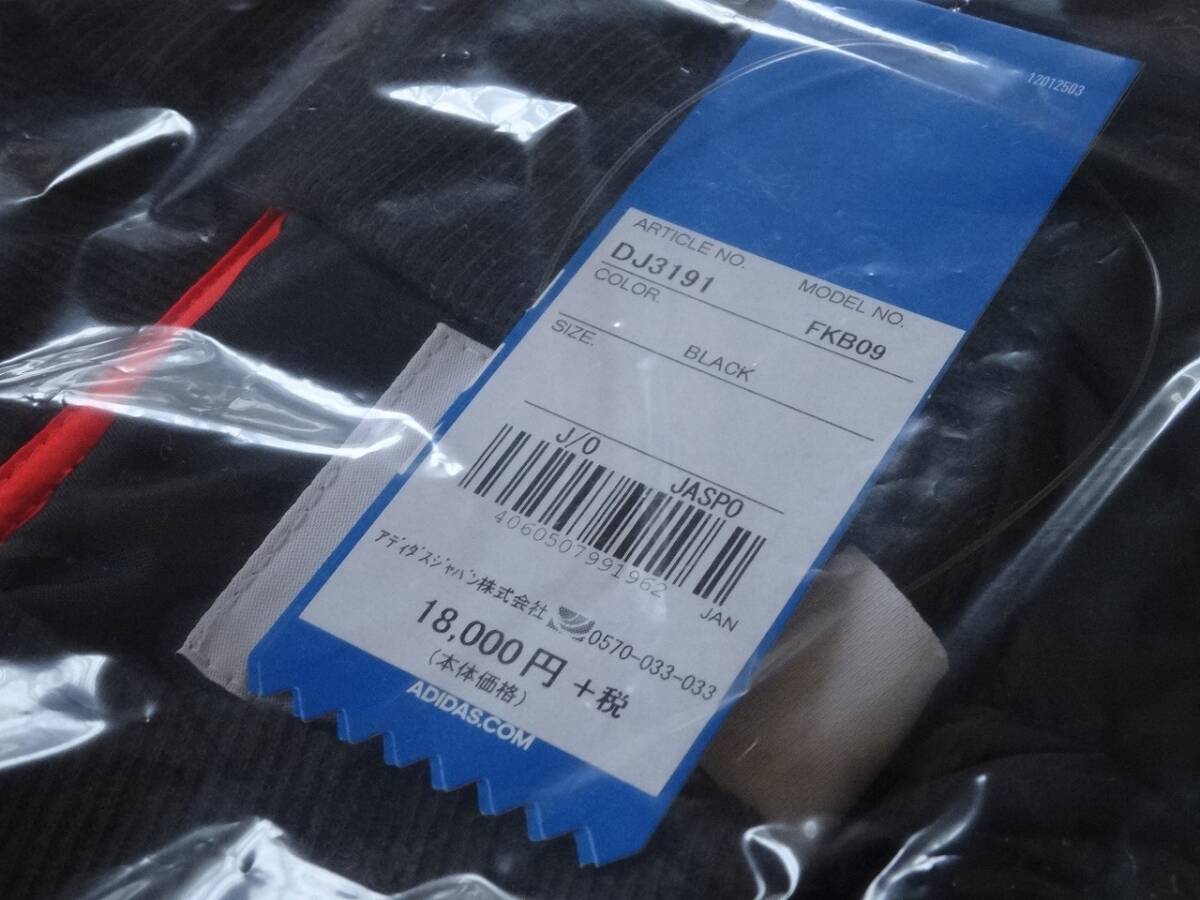 12012503
ARTICLE NO.
MODEL NO.
DJ3191
FKB09
COLOR.
BLACK
SIZE.
J/O
JASPO
4060507991962
JAN
アディダスジャパン株式会社 0570-033-033
18,000円 +税
(本体価格)
ADIDAS.COM